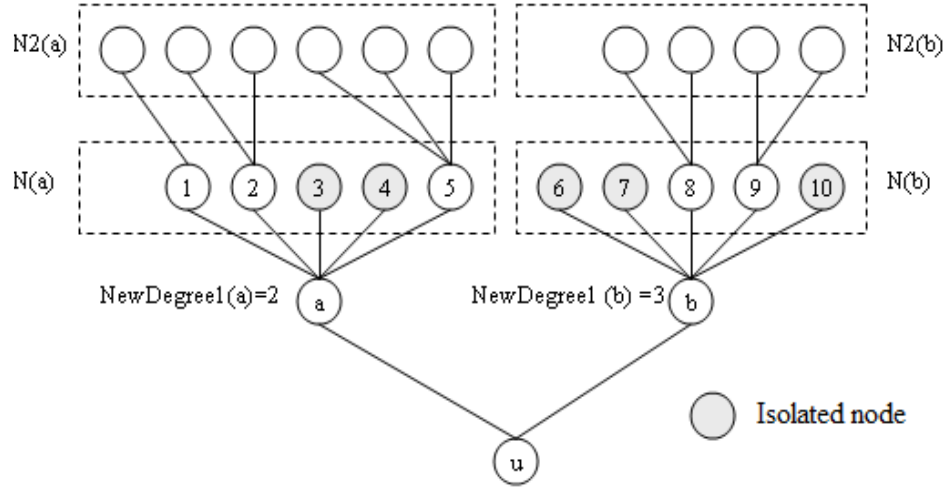 N2(a)
N2(b)
N(a)
1 2 3 4 5
6 7 8 9 10
N(b)
NewDegree1(a)=2
a
NewDegree1 (b) =3
b
Isolated node
u